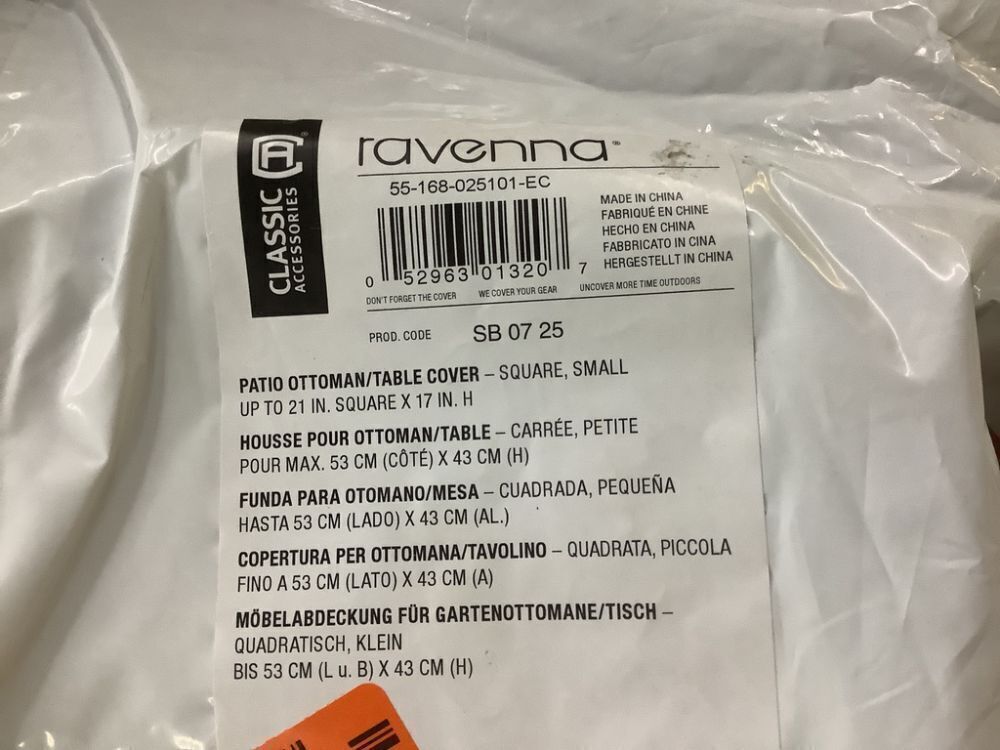 CLASSIC
ACCESSORIES®
ravenna®
55-168-025101-EC
0 52963 01320 7
MADE IN CHINA
FABRIQUÉ EN CHINE
HECHO EN CHINA
FABBRICATO IN CINA
HERGESTELLT IN CHINA
DON'T FORGET THE COVER WE COVER YOUR GEAR UNCOVER MORE TIME OUTDOORS
PROD. CODE SB 07 25
PATIO OTTOMAN/TABLE COVER – SQUARE, SMALL
UP TO 21 IN. SQUARE X 17 IN. H
HOUSSE POUR OTTOMAN/TABLE – CARRÉE, PETITE
POUR MAX. 53 CM (CÔTÉ) X 43 CM (H)
FUNDA PARA OTOMANO/MESA – CUADRADA, PEQUEÑA
HASTA 53 CM (LADO) X 43 CM (AL.)
COPERTURA PER OTTOMANA/TAVOLINO – QUADRATA, PICCOLA
FINO A 53 CM (LATO) X 43 CM (A)
MÖBELABDECKUNG FÜR GARTENOTTOMANE/TISCH –
QUADRATISCH, KLEIN
BIS 53 CM (L u. B) X 43 CM (H)